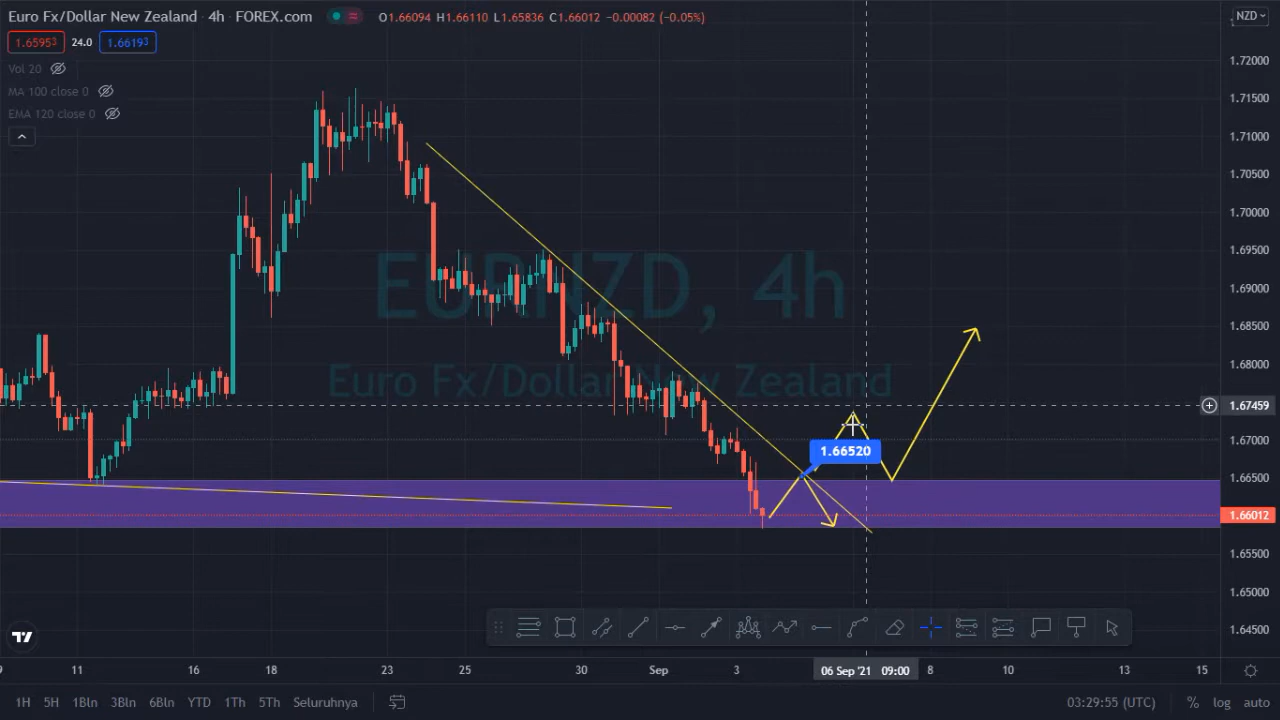 Euro Fx/Dollar New Zealand · 4h · FOREX.com O1.66094 H1.66110 L1.65836 C1.66012 −0.00082 (−0.05%)
NZD
1.65953 24.0 1.66193
Vol 20
MA 100 close 0
EMA 120 close 0
EURNZD, 4h
Euro Fx/Dollar New Zealand
1.72000
1.71500
1.71000
1.70500
1.70000
1.69500
1.69000
1.68500
1.68000
1.67459
1.67000
1.66520
1.66500
1.66012
1.65500
1.65000
1.64500
9 11 16 18 23 25 30 Sep 3 06 Sep '21 09:00 8 10 13 15
1H 5H 1Bln 3Bln 6Bln YTD 1Th 5Th Seluruhnya 03:29:55 (UTC) % log auto